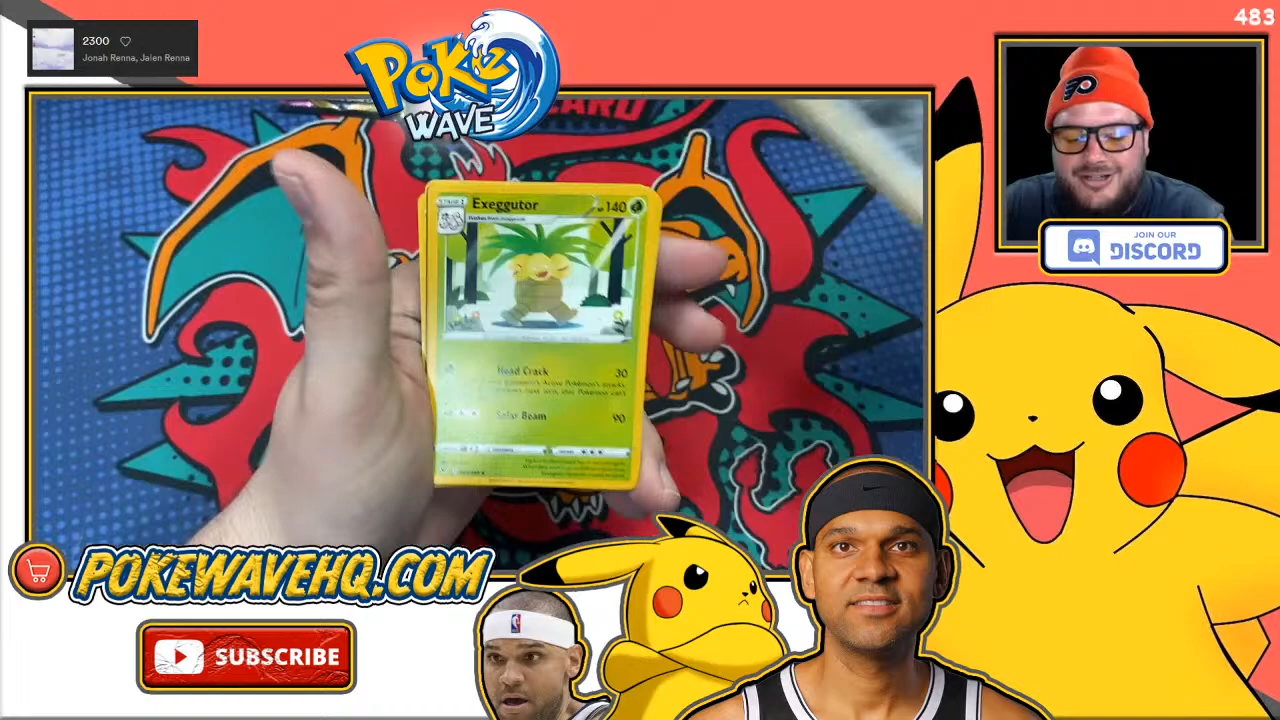 483
2300
Jonah Renna, Jalen Renna
POKÉ
WAVE
JOIN OUR
DISCORD
Exeggutor
140
Head Crack 30
Solar Beam 90
POKEWAVEHQ.COM
SUBSCRIBE